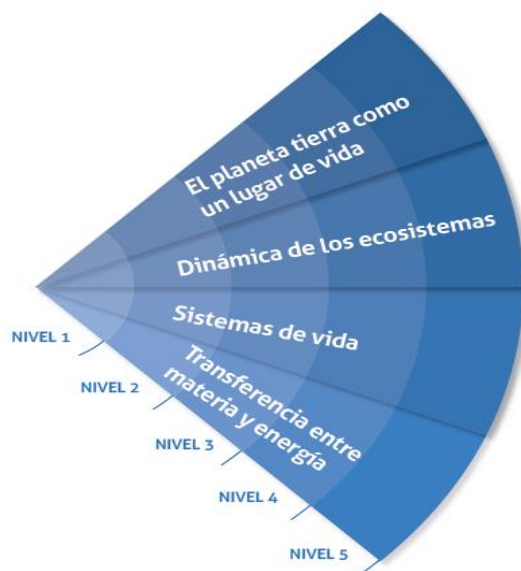 El planeta tierra como
un lugar de vida
Dinámica de los ecosistemas
Sistemas de vida
Transferencia entre
materia y energía
NIVEL 1
NIVEL 2
NIVEL 3
NIVEL 4
NIVEL 5